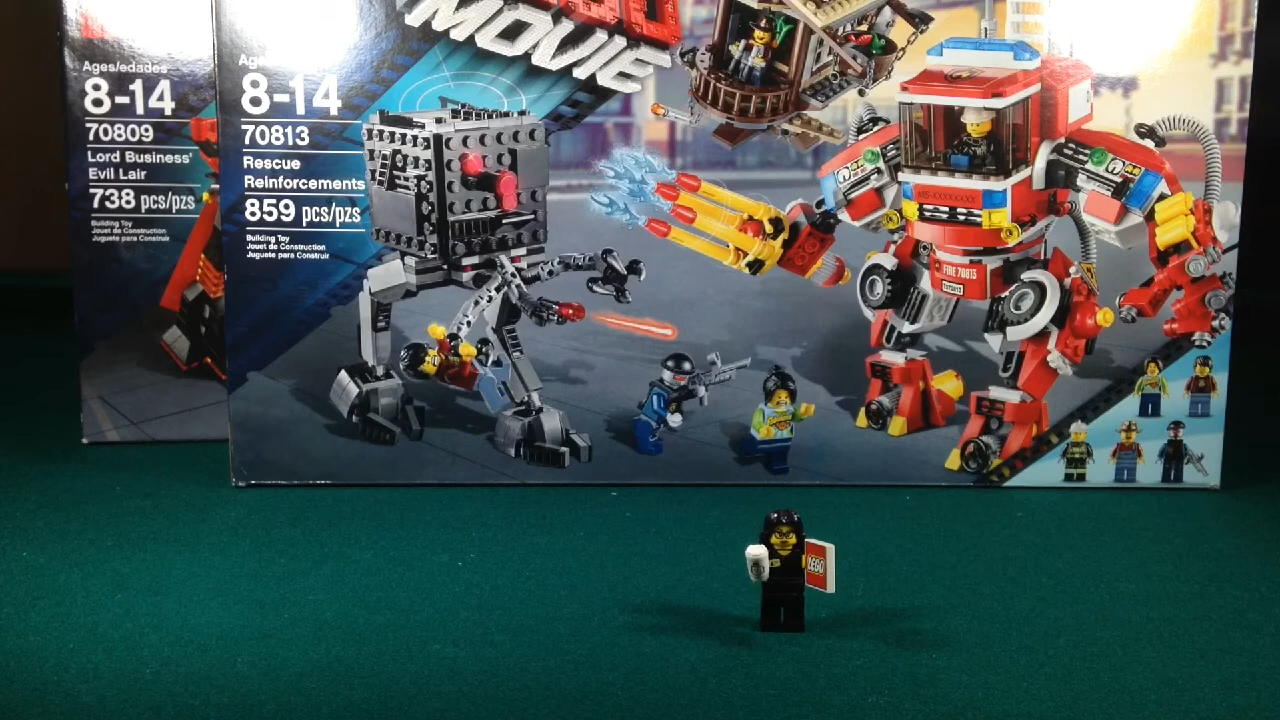 Ages/edades
8-14
70809
Lord Business'
Evil Lair
738 pcs/pzs
Building Toy
Jouet de Construction
Juguete para Construir
MOVIE
8-14
70813
Rescue
Reinforcements
859 pcs/pzs
Building Toy
Jouet de Construction
Juguete para Construir
FIRE 70813
LEGO